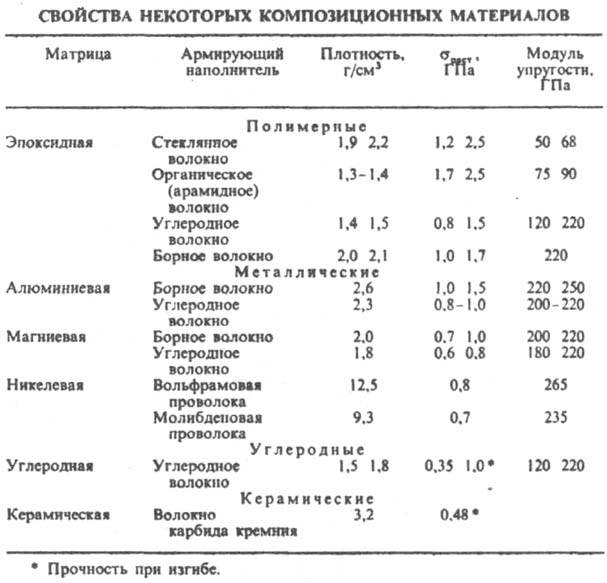 СВОЙСТВА НЕКОТОРЫХ КОМПОЗИЦИОННЫХ МАТЕРИАЛОВ
Матрица Армирующий наполнитель Плотность, г/см³ σраст, ГПа Модуль упругости, ГПа
Полимерные
Эпоксидная Стеклянное 1,9 2,2 1,2 2,5 50 68
волокно
Органическое 1,3-1,4 1,7 2,5 75 90
(арамидное)
волокно
Углеродное 1,4 1,5 0,8 1,5 120 220
волокно
Борное волокно 2,0 2,1 1,0 1,7 220
Металлические
Алюминиевая Борное волокно 2,6 1,0 1,5 220 250
Углеродное 2,3 0,8-1,0 200-220
волокно
Магниевая Борное волокно 2,0 0,7 1,0 200 220
Углеродное 1,8 0,6 0,8 180 220
волокно
Никелевая Вольфрамовая 12,5 0,8 265
проволока
Молибденовая 9,3 0,7 235
проволока
Углеродные
Углеродная Углеродное 1,5 1,8 0,35 1,0* 120 220
волокно
Керамические
Керамическая Волокно 3,2 0,48*
карбида кремния
* Прочность при изгибе.